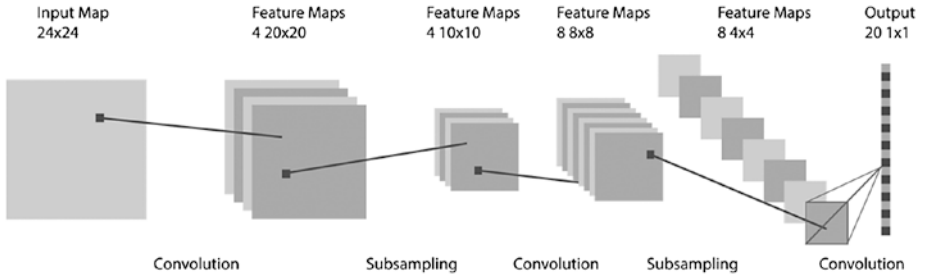 Input Map
24x24
Feature Maps
4 20x20
Feature Maps
4 10x10
Feature Maps
8 8x8
Feature Maps
8 4x4
Output
20 1x1
Convolution
Subsampling
Convolution
Subsampling
Convolution